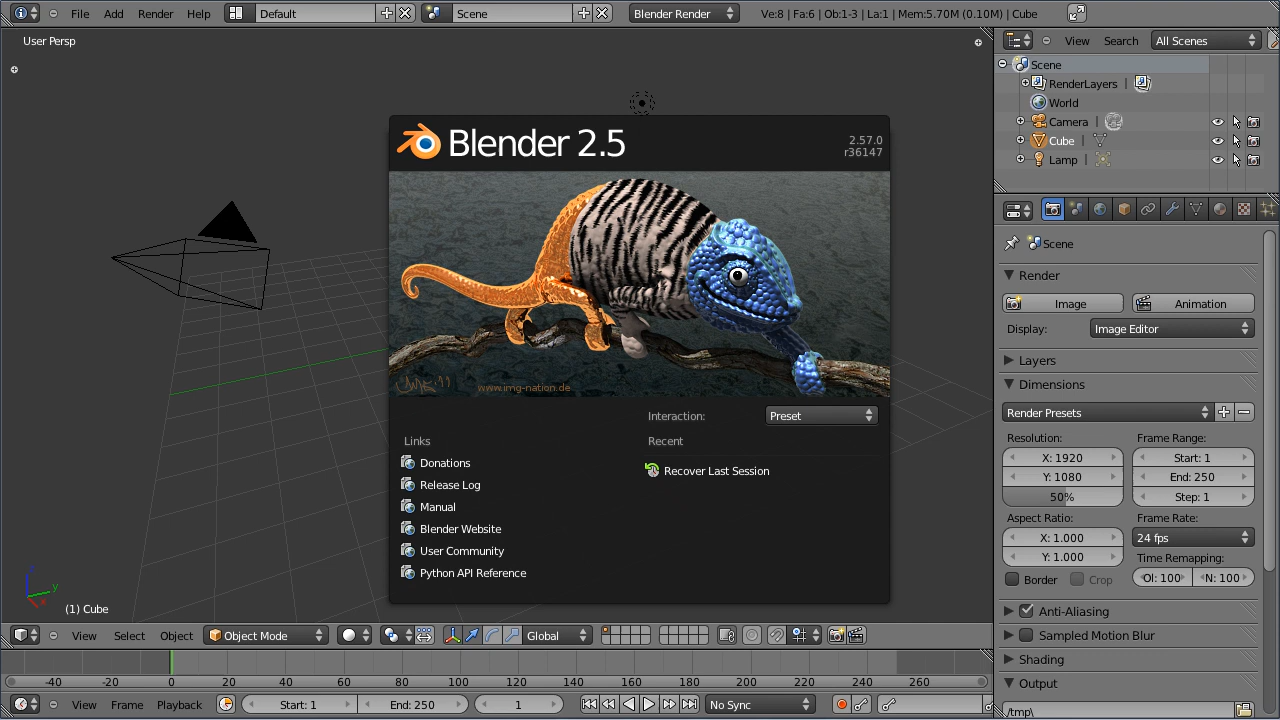 File Add Render Help Default Scene Blender Render Ve:8 | Fa:6 | Ob:1-3 | La:1 | Mem:5.70M (0.10M) | Cube
User Persp
View Search All Scenes
Scene
RenderLayers |
World
Camera |
Cube |
Lamp |
Blender 2.5
2.57.0
r36147
www.img-nation.de
Interaction: Preset
Links
Donations
Release Log
Manual
Blender Website
User Community
Python API Reference
Recent
Recover Last Session
Scene
Render
Image Animation
Display: Image Editor
Layers
Dimensions
Render Presets
Resolution: Frame Range:
X: 1920 Start: 1
Y: 1080 End: 250
50% Step: 1
Aspect Ratio: Frame Rate:
X: 1.000 24 fps
Y: 1.000 Time Remapping:
Border Crop Ol: 100 N: 100
Anti-Aliasing
Sampled Motion Blur
Shading
Output
/tmp\
z y x
(1) Cube
View Select Object Object Mode Global
-40 -20 0 20 40 60 80 100 120 140 160 180 200 220 240 260
View Frame Playback Start: 1 End: 250 1 No Sync